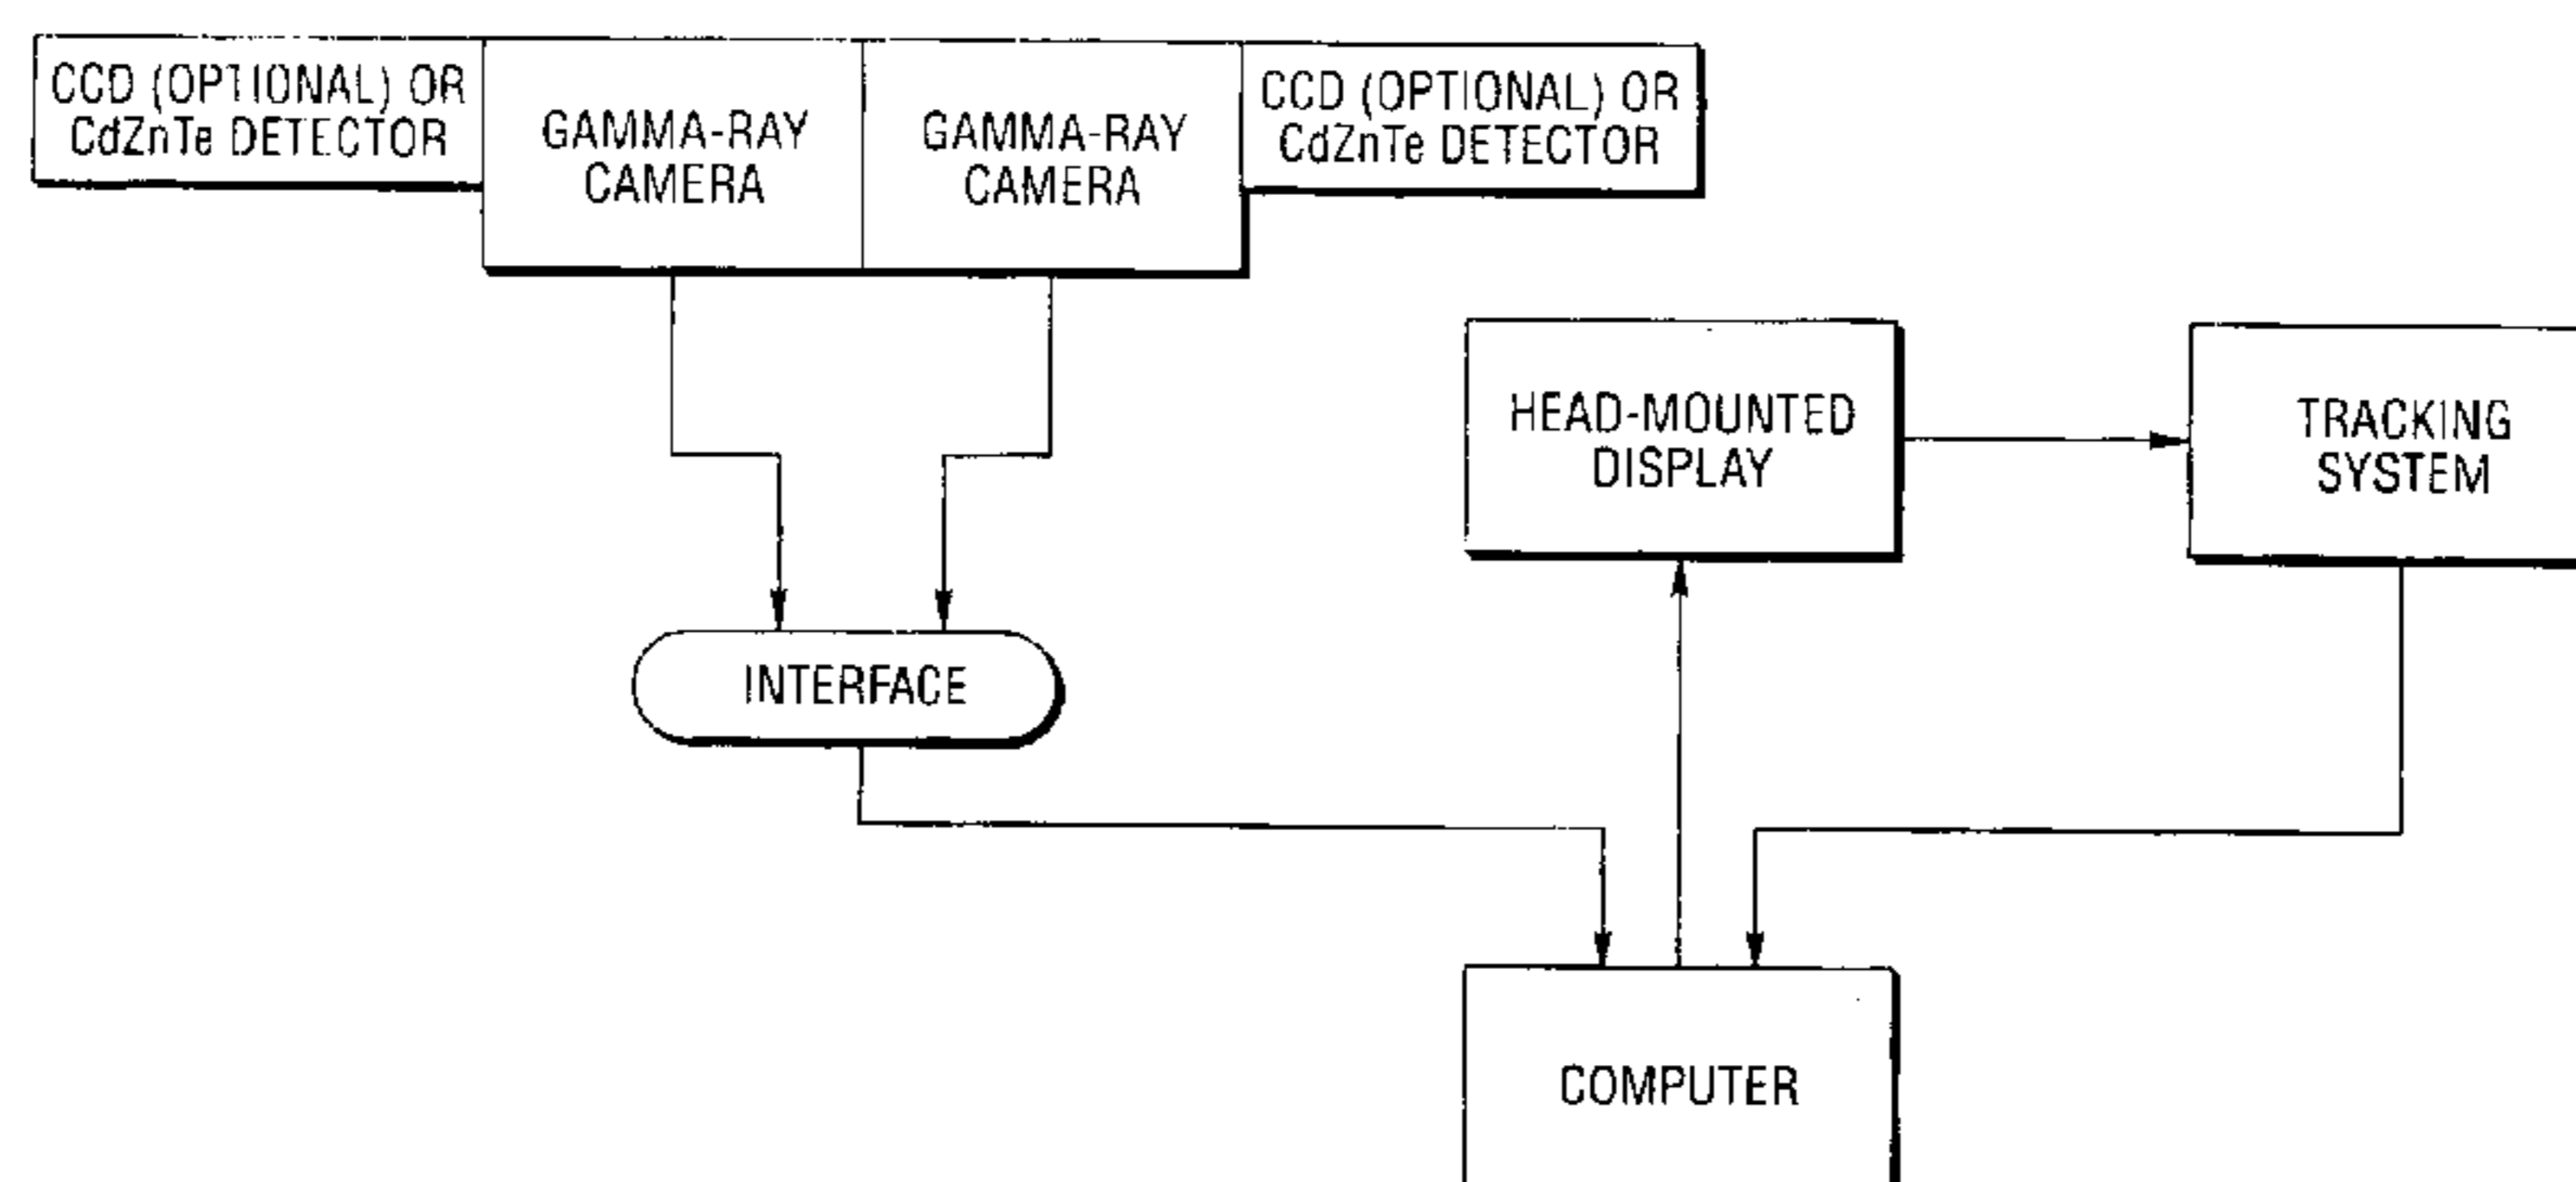 CCD (OPTIONAL) OR
CdZnTe DETECTOR
GAMMA-RAY
CAMERA
GAMMA-RAY
CAMERA
CCD (OPTIONAL) OR
CdZnTe DETECTOR
HEAD-MOUNTED
DISPLAY
TRACKING
SYSTEM
INTERFACE
COMPUTER